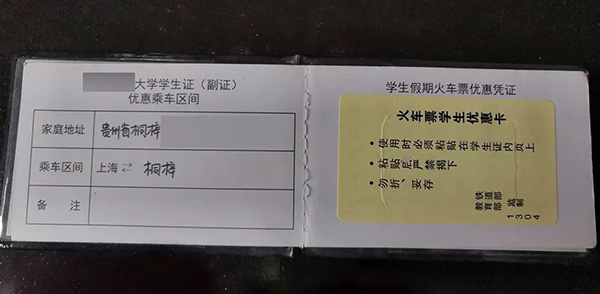 大学学生证（副证）
优惠乘车区间
家庭地址 贵州省桐梓
乘车区间 上海⇄桐梓
备 注
学生假期火车票优惠凭证
火车票学生优惠卡
• 使用时必须粘贴在学生证内页上
• 粘贴后严禁揭下
• 勿折、妥存
教育部
铁道部
监制
1304